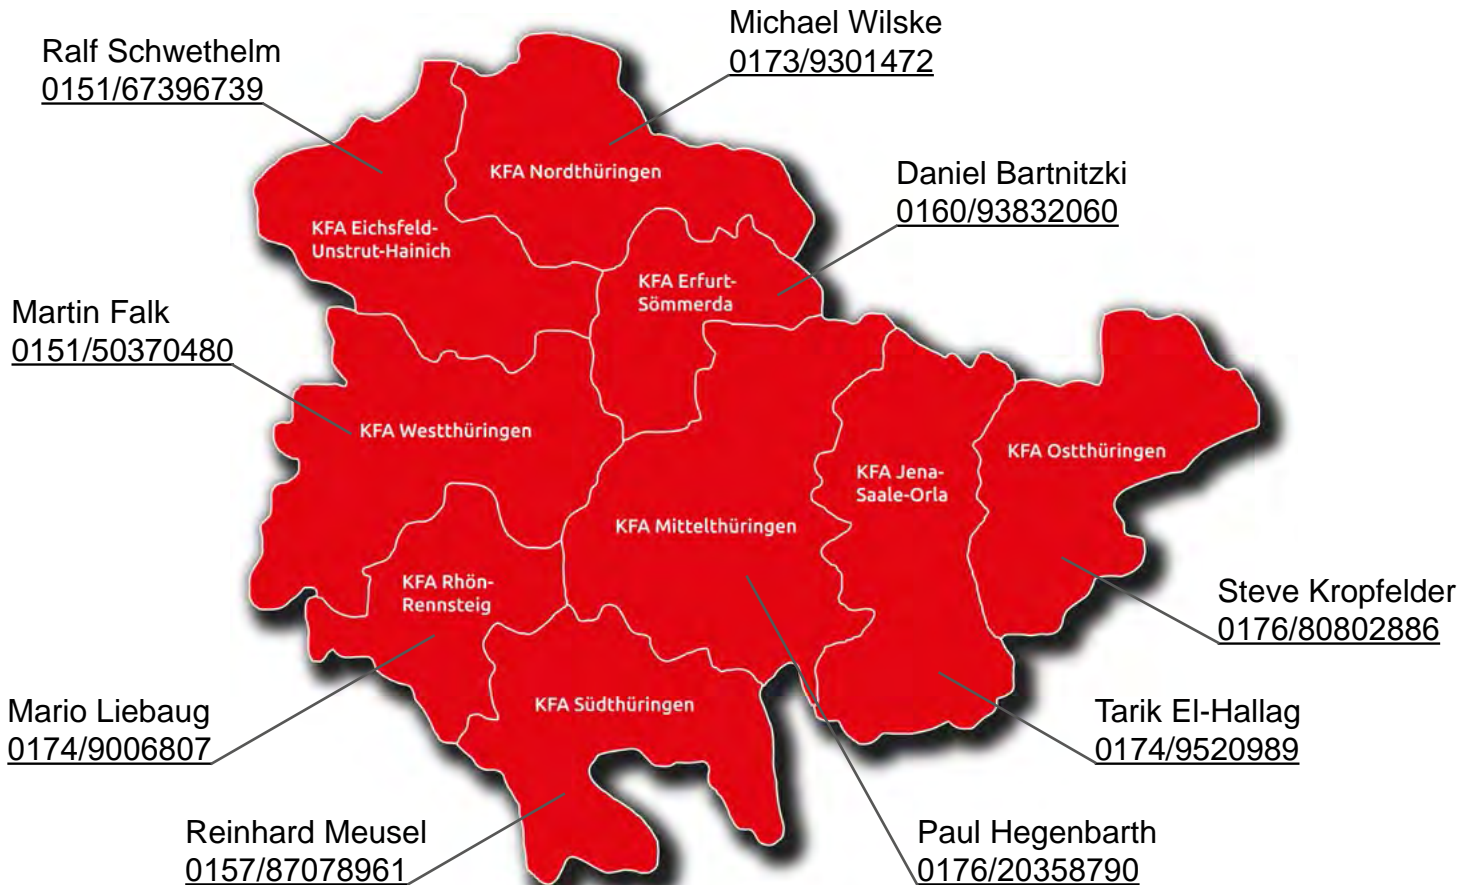 Michael Wilske
0173/9301472
Ralf Schwethelm
0151/67396739
KFA Nordthüringen
Daniel Bartnitzki
0160/93832060
KFA Eichsfeld-
Unstrut-Hainich
KFA Erfurt-
Sömmerda
Martin Falk
0151/50370480
KFA Westthüringen
KFA Ostthüringen
KFA Jena-
Saale-Orla
KFA Mittelthüringen
KFA Rhön-
Rennsteig
Steve Kropfelder
0176/80802886
KFA Südthüringen
Mario Liebaug
0174/9006807
Tarik El-Hallag
0174/9520989
Reinhard Meusel
0157/87078961
Paul Hegenbarth
0176/20358790